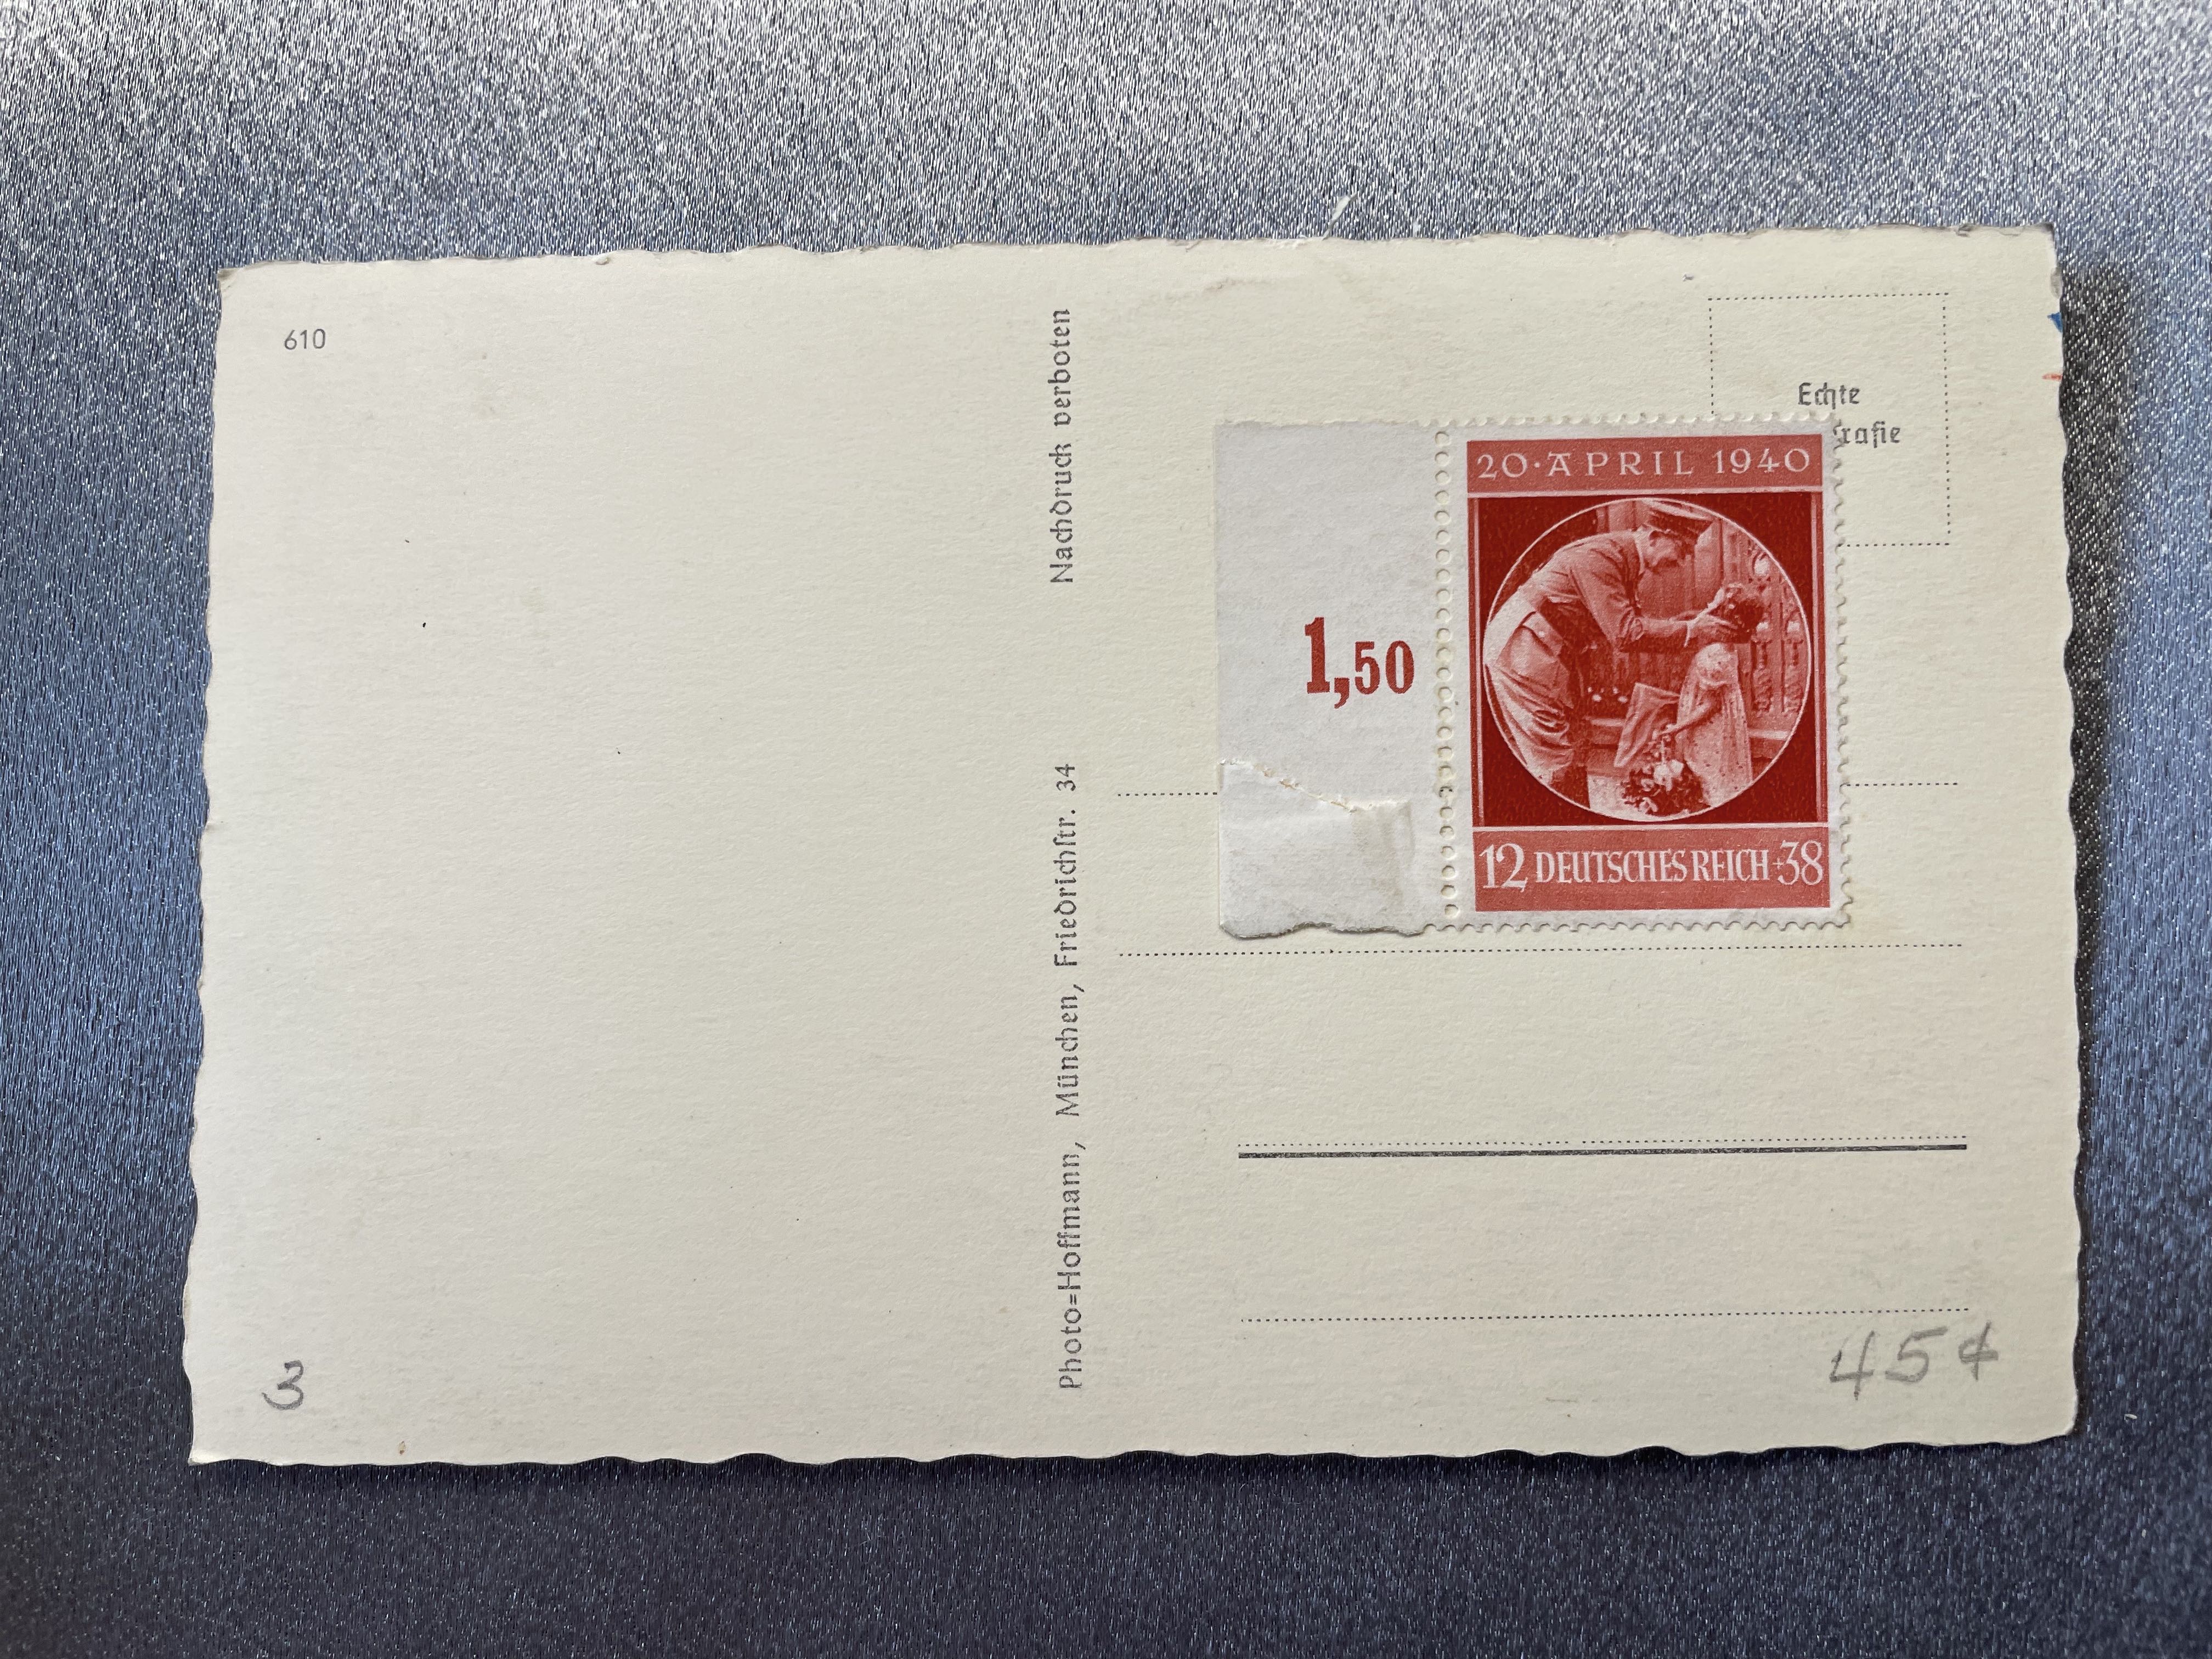 610
Nachdruck verboten
Photo=Hoffmann, München, Friedrichstr. 34
Echte
rafie
20·APRIL 1940
1,50
12 DEUTSCHES REICH +38
3
45¢